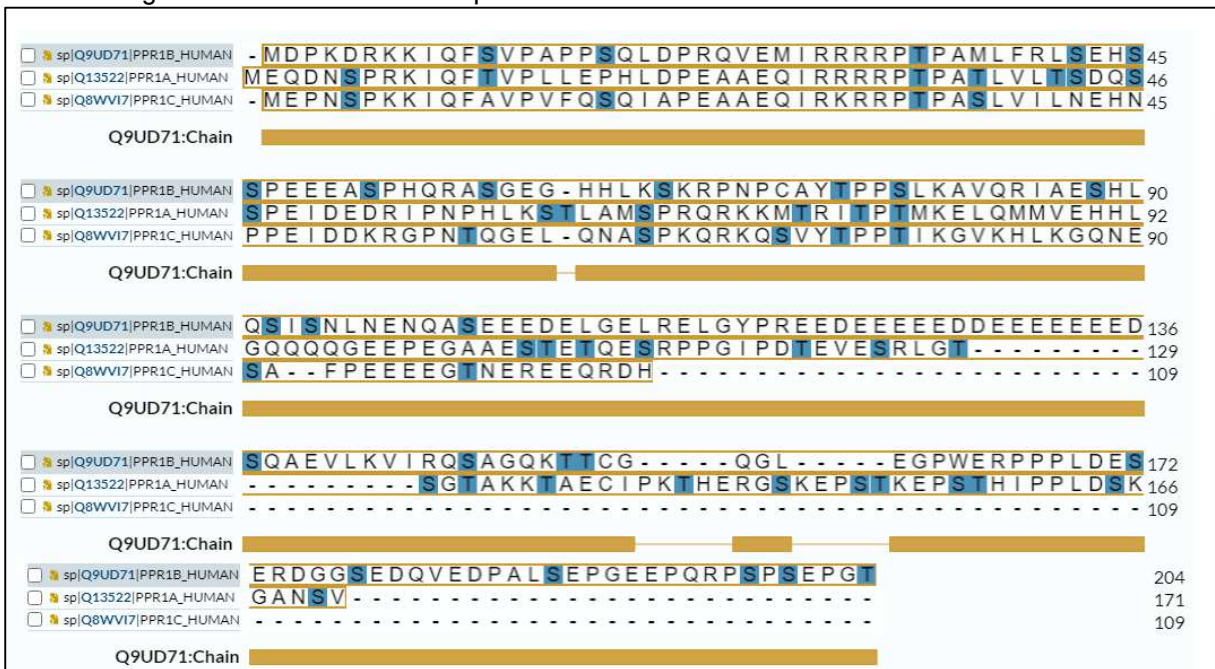 sp|Q9UD71|PPR1B_HUMAN -MDPKDRKKIQFSVPAPPSQLDPRQVEMIRRRRPTPAMLFRLSEHS 45
sp|Q13522|PPR1A_HUMAN MEQDNSPRKIQFTVPLLEPHLDPEAAEQIRRRRPTPATLVLTSDQS 46
sp|Q8WVI7|PPR1C_HUMAN -MEPNSPKKIQFAVPVFQSQIAPEAAEQIRKRRPTPASLVILNEHN 45
Q9UD71:Chain
sp|Q9UD71|PPR1B_HUMAN SPEEEASPHQRASGEG-HHLKSKRPNPCAYTPPSLKAVQRIAESHL 90
sp|Q13522|PPR1A_HUMAN SPEIDEDRIPNPHLKSTLAMSPRQRKKMTRITPTMKELQMMVEHHL 92
sp|Q8WVI7|PPR1C_HUMAN PPEIDDKRGPNTQGEL-QNASPKQRKQSVYTPPTIKGVKHLKGQNE 90
Q9UD71:Chain
sp|Q9UD71|PPR1B_HUMAN QSISNLNENQASEEEDELGELRELGYPREEDEEEEEDDEEEEEEED 136
sp|Q13522|PPR1A_HUMAN GQQQQGEEPEGAAESTETQESRPPGIPDTEVESRLGT--------- 129
sp|Q8WVI7|PPR1C_HUMAN SA--FPEEEEGTNEREEQRDH------------------------- 109
Q9UD71:Chain
sp|Q9UD71|PPR1B_HUMAN SQAEVLKVIRQSAGQKTTCG-----QGL-----EGPWERPPPLDES 172
sp|Q13522|PPR1A_HUMAN ---------SGTAKKTAECIPKTHERGSKEPSTKEPSTHIPPLDSK 166
sp|Q8WVI7|PPR1C_HUMAN ---------------------------------------------- 109
Q9UD71:Chain
sp|Q9UD71|PPR1B_HUMAN ERDGGSEDQVEDPALSEPGEEPQRPSPSEPGT 204
sp|Q13522|PPR1A_HUMAN GANSV--------------------------- 171
sp|Q8WVI7|PPR1C_HUMAN -------------------------------- 109
Q9UD71:Chain